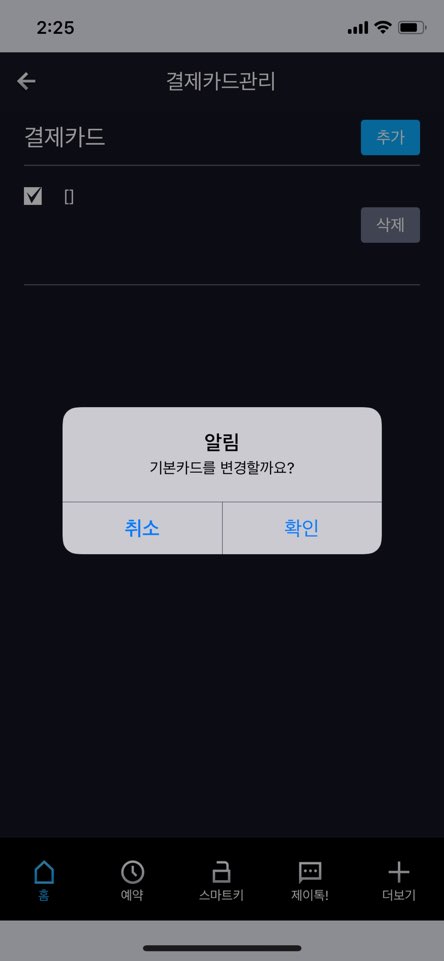 2:25
결제카드관리
결제카드
추가
[]
삭제
알림
기본카드를 변경할까요?
취소
확인
홈
예약
스마트키
제이톡!
더보기